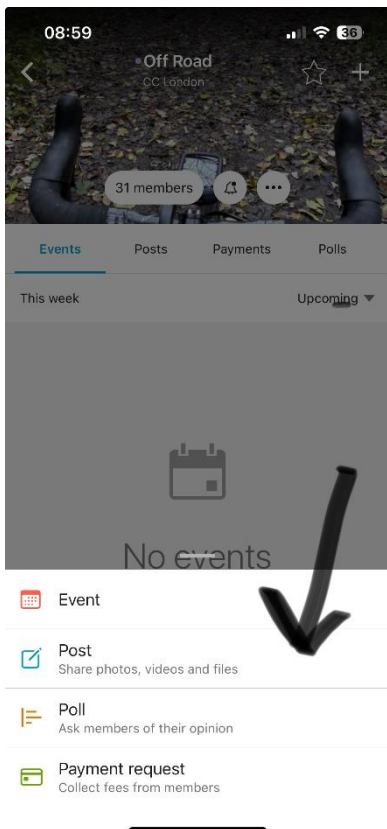 08:59
36
Off Road
CC London
31 members
Events Posts Payments Polls
This week Upcoming
No events
Event
Post
Share photos, videos and files
Poll
Ask members of their opinion
Payment request
Collect fees from members